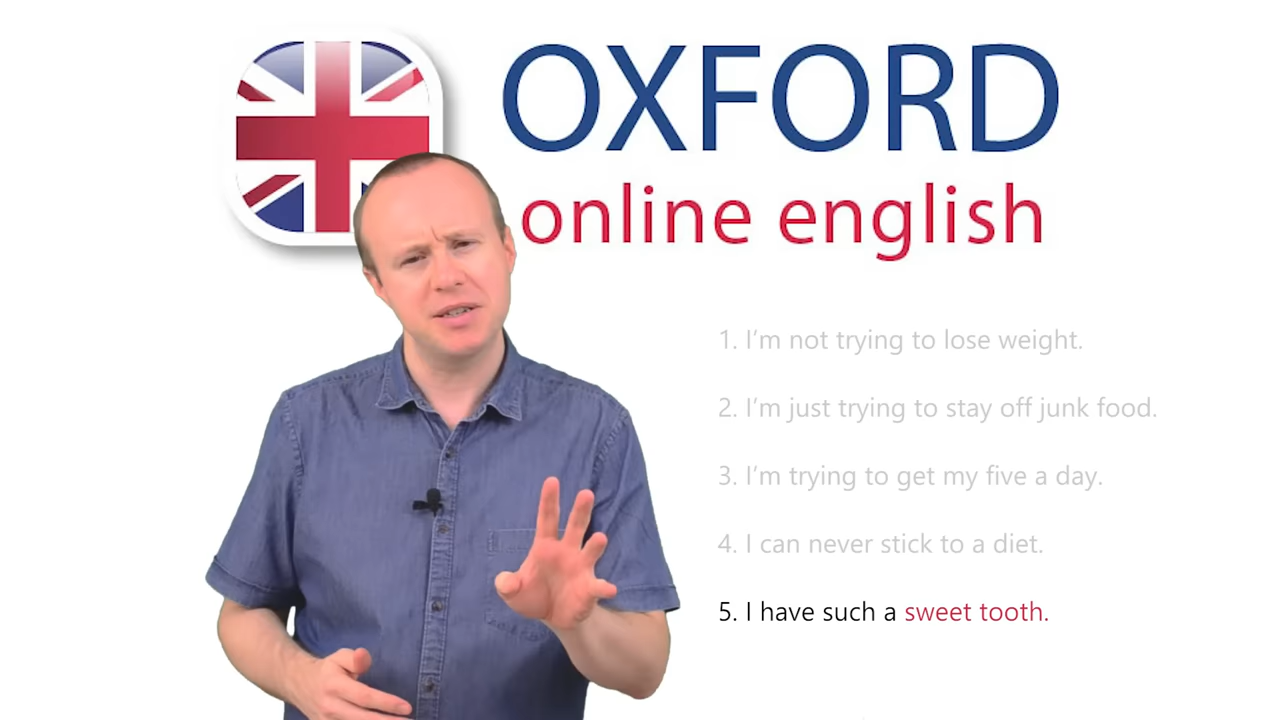 OXFORD
online english
1. I’m not trying to lose weight.
2. I’m just trying to stay off junk food.
3. I’m trying to get my five a day.
4. I can never stick to a diet.
5. I have such a sweet tooth.